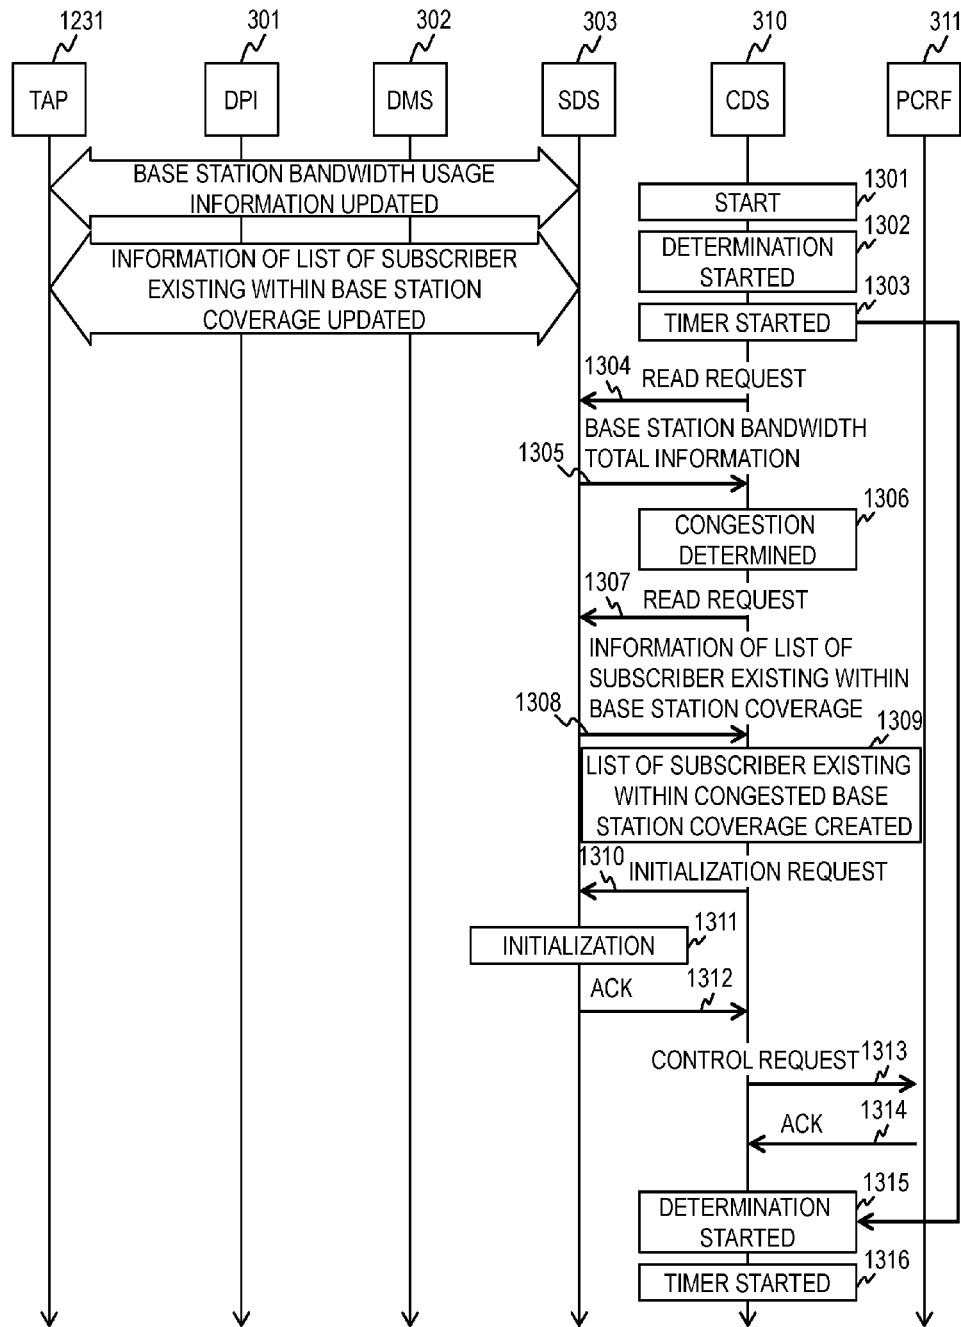 1231
301
302
303
310
311
TAP
DPI
DMS
SDS
CDS
PCRF
BASE STATION BANDWIDTH USAGE
INFORMATION UPDATED
1301
START
1302
DETERMINATION
STARTED
INFORMATION OF LIST OF SUBSCRIBER
EXISTING WITHIN BASE STATION
COVERAGE UPDATED
1303
TIMER STARTED
1304
READ REQUEST
BASE STATION BANDWIDTH
TOTAL INFORMATION
1305
1306
CONGESTION
DETERMINED
1307
READ REQUEST
INFORMATION OF LIST OF
SUBSCRIBER EXISTING WITHIN
BASE STATION COVERAGE
1308
1309
LIST OF SUBSCRIBER EXISTING
WITHIN CONGESTED BASE
STATION COVERAGE CREATED
1310
INITIALIZATION REQUEST
1311
INITIALIZATION
ACK
1312
CONTROL REQUEST
1313
ACK
1314
1315
DETERMINATION
STARTED
1316
TIMER STARTED